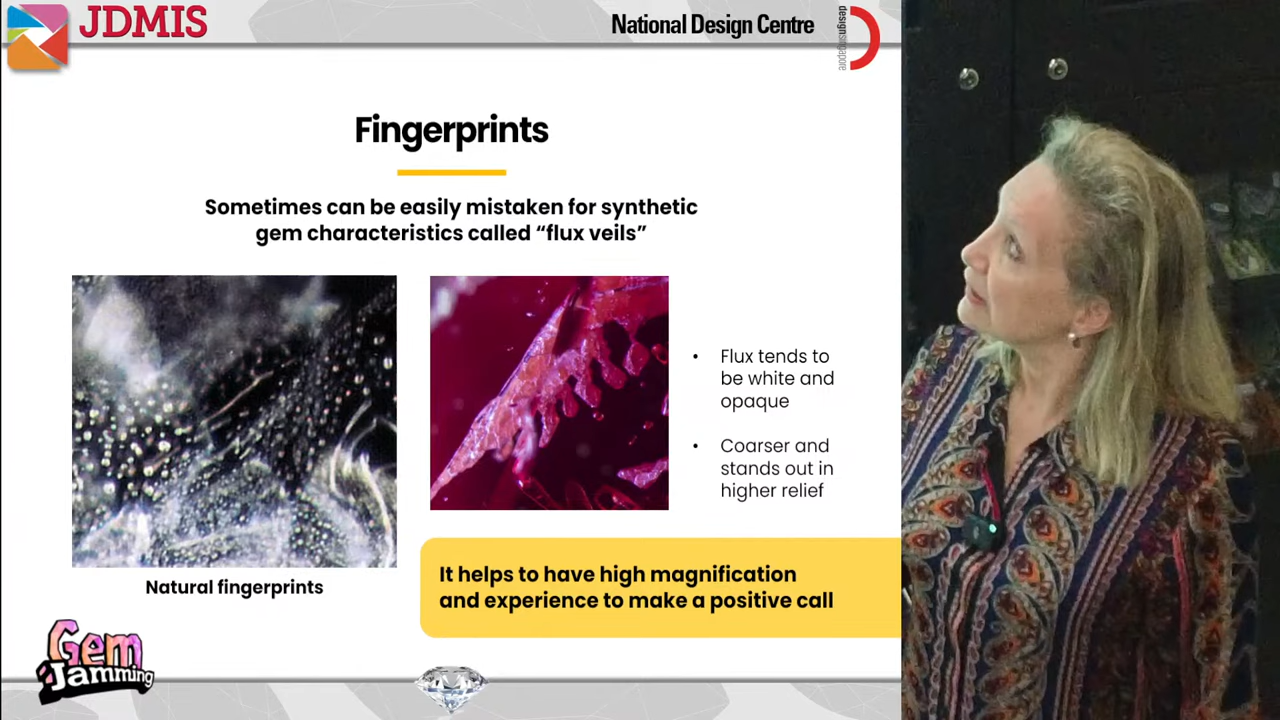 JDMIS
National Design Centre
designsingapore
Fingerprints
Sometimes can be easily mistaken for synthetic
gem characteristics called “flux veils”
• Flux tends to
be white and
opaque
• Coarser and
stands out in
higher relief
Natural fingerprints
It helps to have high magnification
and experience to make a positive call
Gem
Jamming